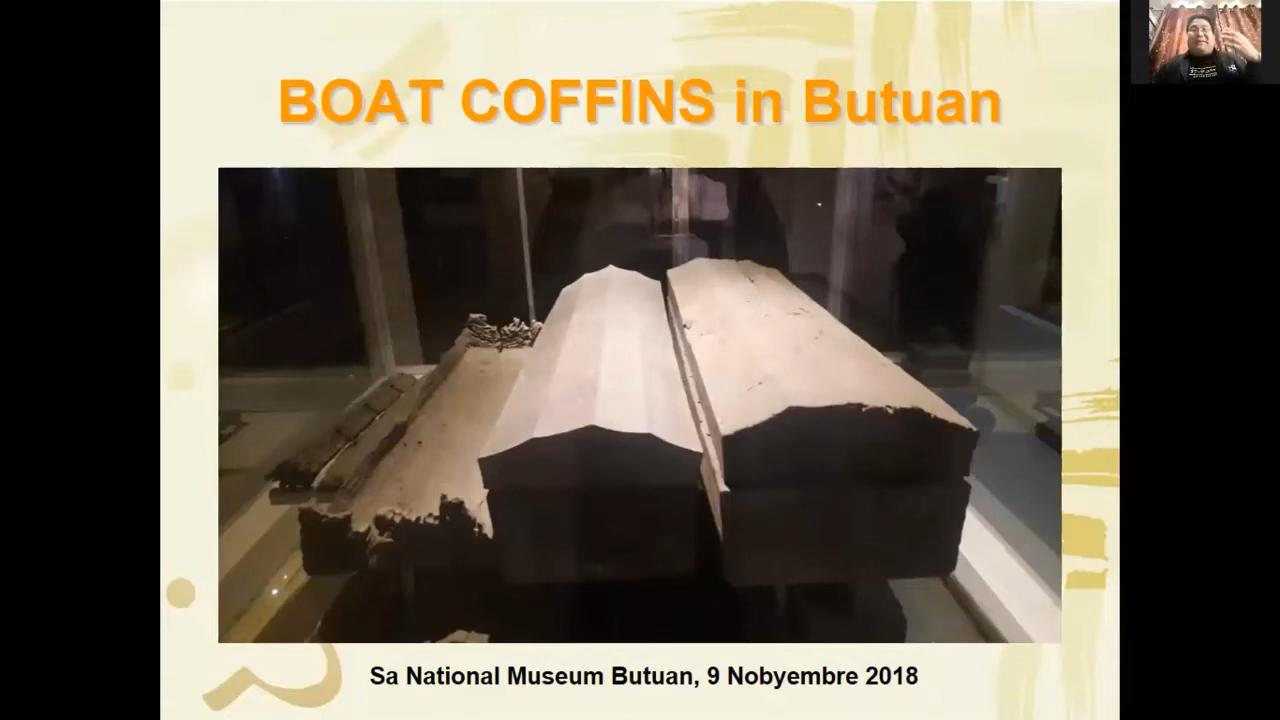 BOAT COFFINS in Butuan
Sa National Museum Butuan, 9 Nobyembre 2018